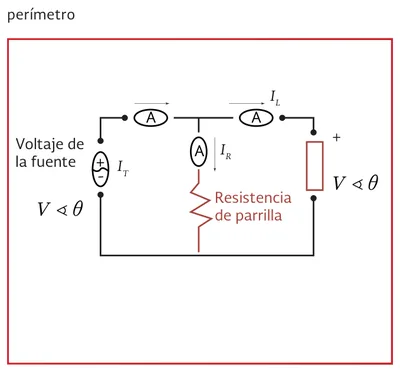 perímetro
A
A
I_L
Voltaje de
la fuente
+
-
I_T
A
I_R
+
V ∢ θ
V ∢ θ
Resistencia
de parrilla